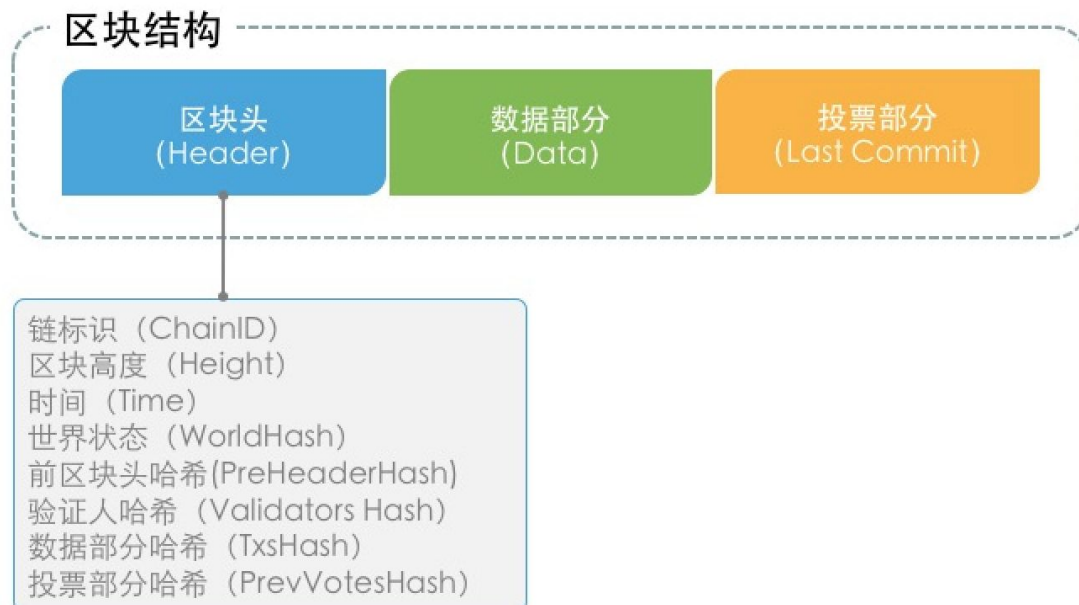 区块结构
区块头
(Header)
数据部分
(Data)
投票部分
(Last Commit)
链标识（ChainID）
区块高度（Height）
时间（Time）
世界状态（WorldHash）
前区块头哈希(PreHeaderHash)
验证人哈希（Validators Hash）
数据部分哈希（TxsHash）
投票部分哈希（PrevVotesHash）